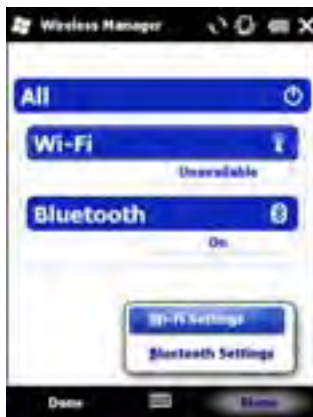 Wireless Manager
All
Wi-Fi
Unavailable
Bluetooth
On
Wi-Fi Settings
Bluetooth Settings
Done
Menu